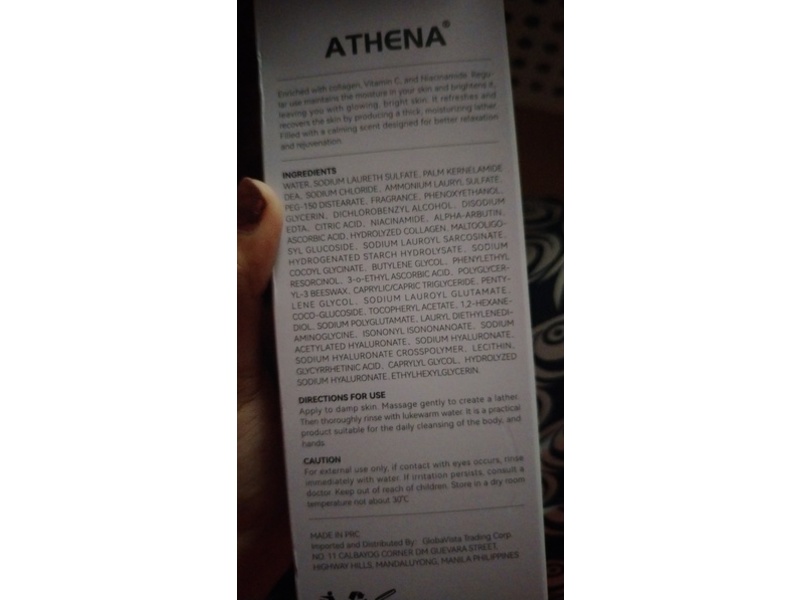 ATHENA®
Enriched with collagen, Vitamin C, and Niacinamide. Regu-
lar use maintains the moisture in your skin and brightens it,
leaving you with glowing, bright skin. It refreshes and
recovers the skin by producing a thick, moisturizing lather
Filled with a calming scent designed for better relaxation
and rejuvenation.
INGREDIENTS
WATER, SODIUM LAURETH SULFATE, PALM KERNELAMIDE
DEA, SODIUM CHLORIDE, AMMONIUM LAURYL SULFATE,
PEG-150 DISTEARATE, FRAGRANCE, PHENOXYETHANOL,
GLYCERIN, DICHLOROBENZYL ALCOHOL, DISODIUM
EDTA, CITRIC ACID, NIACINAMIDE, ALPHA-ARBUTIN,
ASCORBIC ACID, HYDROLYZED COLLAGEN, MALTOOLIGO-
SYL GLUCOSIDE, SODIUM LAUROYL SARCOSINATE,
HYDROGENATED STARCH HYDROLYSATE, SODIUM
COCOYL GLYCINATE, BUTYLENE GLYCOL, PHENYLETHYL
RESORCINOL, 3-o-ETHYL ASCORBIC ACID, POLYGLYCER-
YL-3 BEESWAX, CAPRYLIC/CAPRIC TRIGLYCERIDE, PENTY-
LENE GLYCOL, SODIUM LAUROYL GLUTAMATE,
COCO-GLUCOSIDE, TOCOPHERYL ACETATE, 1,2-HEXANE-
DIOL, SODIUM POLYGLUTAMATE, LAURYL DIETHYLENEDI-
AMINOGLYCINE, ISONONYL ISONONANOATE, SODIUM
ACETYLATED HYALURONATE, SODIUM HYALURONATE,
SODIUM HYALURONATE CROSSPOLYMER, LECITHIN,
GLYCYRRHETINIC ACID, CAPRYLYL GLYCOL, HYDROLYZED
SODIUM HYALURONATE, ETHYLHEXYLGLYCERIN.
DIRECTIONS FOR USE
Apply to damp skin. Massage gently to create a lather.
Then thoroughly rinse with lukewarm water. It is a practical
product suitable for the daily cleansing of the body, and
hands.
CAUTION
For external use only, if contact with eyes occurs, rinse
immediately with water. If irritation persists, consult a
doctor. Keep out of reach of children. Store in a dry room
temperature not about 30°C
MADE IN PRC
Imported and Distributed By: GlobaVista Trading Corp.
NO. 11 CALBAYOG CORNER DM GUEVARA STREET,
HIGHWAY HILLS, MANDALUYONG, MANILA PHILIPPINES